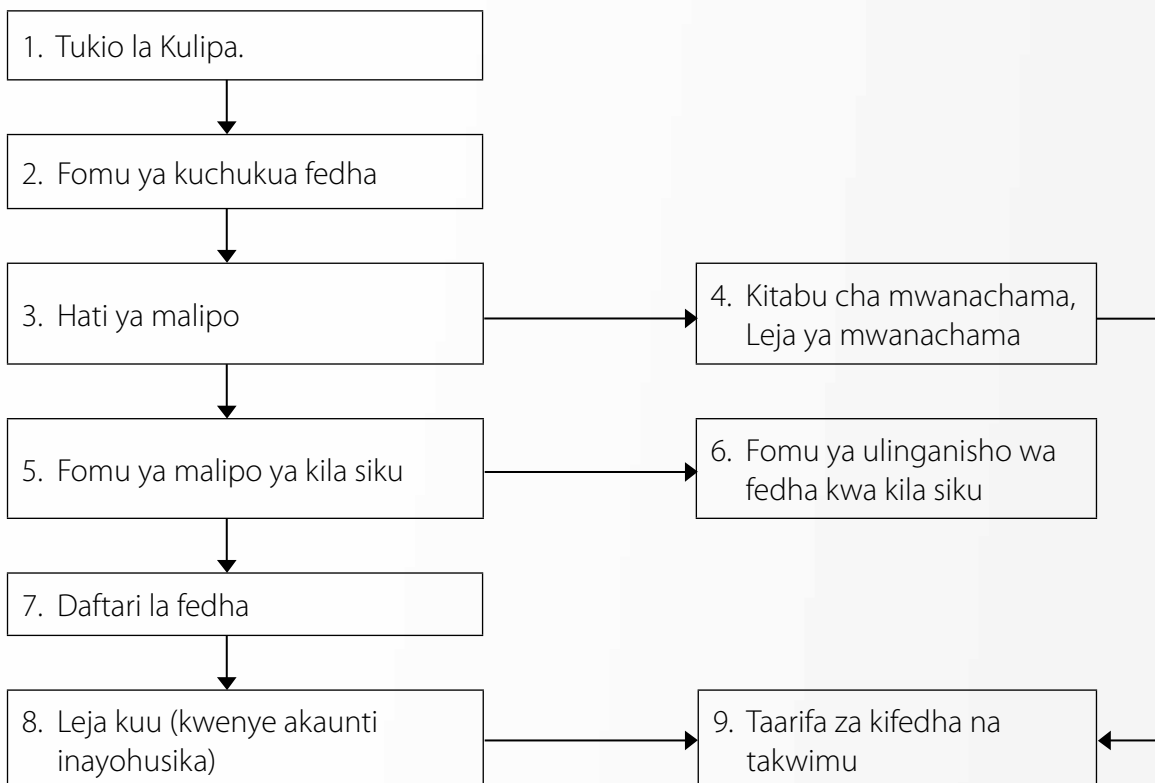 1. Tukio la Kulipa.
2. Fomu ya kuchukua fedha
3. Hati ya malipo
4. Kitabu cha mwanachama,
Leja ya mwanachama
5. Fomu ya malipo ya kila siku
6. Fomu ya ulinganisho wa
fedha kwa kila siku
7. Daftari la fedha
8. Leja kuu (kwenye akaunti
inayohusika)
9. Taarifa za kifedha na
takwimu